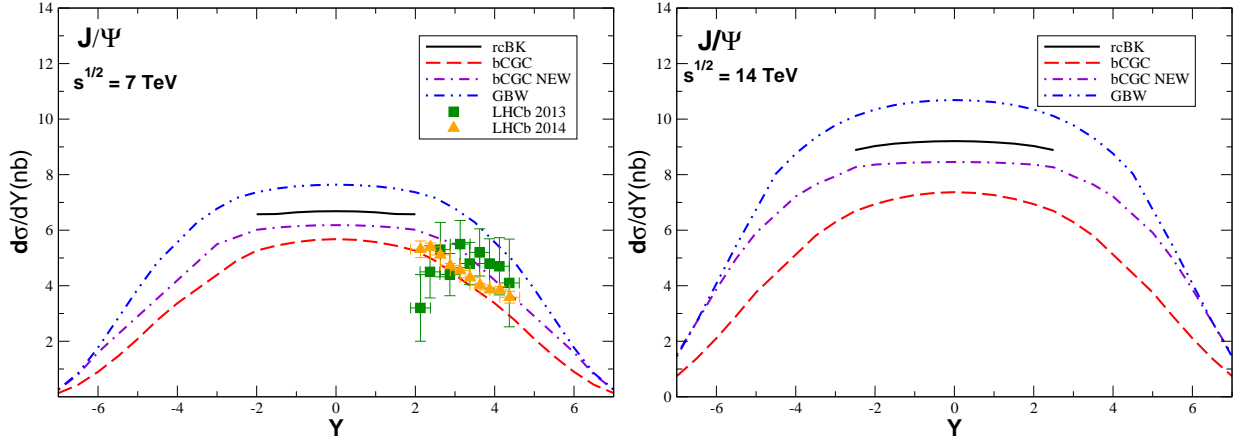 J/Ψ
s^1/2 = 7 TeV
rcBK
bCGC
bCGC NEW
GBW
LHCb 2013
LHCb 2014
dσ/dY(nb)
14
12
10
8
6
4
2
-6 -4 -2 0 2 4 6
Y
J/Ψ
s^1/2 = 14 TeV
rcBK
bCGC
bCGC NEW
GBW
dσ/dY(nb)
14
12
10
8
6
4
2
-6 -4 -2 0 2 4 6
Y